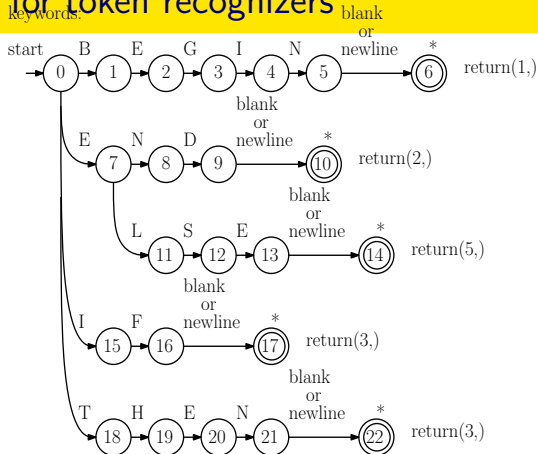 for token recognizers
keywords:
blank
or
newline
start B E G I N *
0 1 2 3 4 5 6 return(1,)
blank
or
newline
E N D *
7 8 9 10 return(2,)
blank
or
newline
L S E *
11 12 13 14 return(5,)
blank
or
newline
I F *
15 16 17 return(3,)
blank
or
newline
T H E N *
18 19 20 21 22 return(3,)